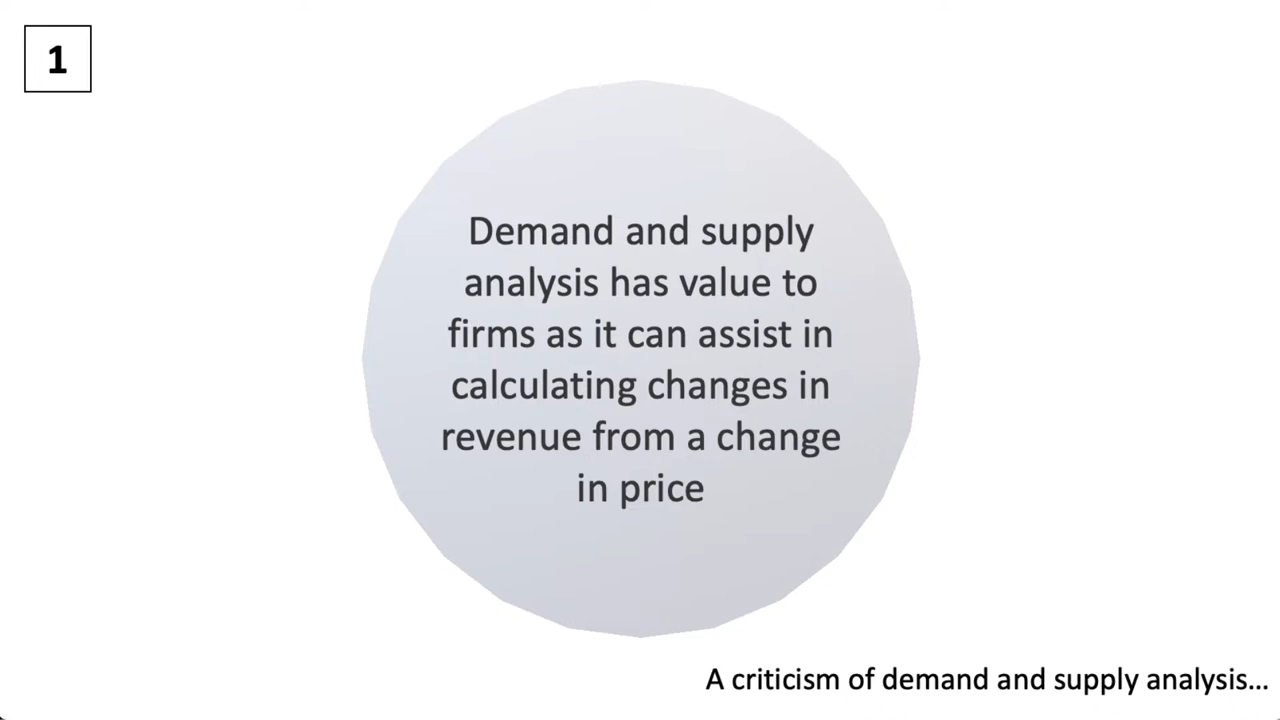 1
Demand and supply
analysis has value to
firms as it can assist in
calculating changes in
revenue from a change
in price
A criticism of demand and supply analysis...